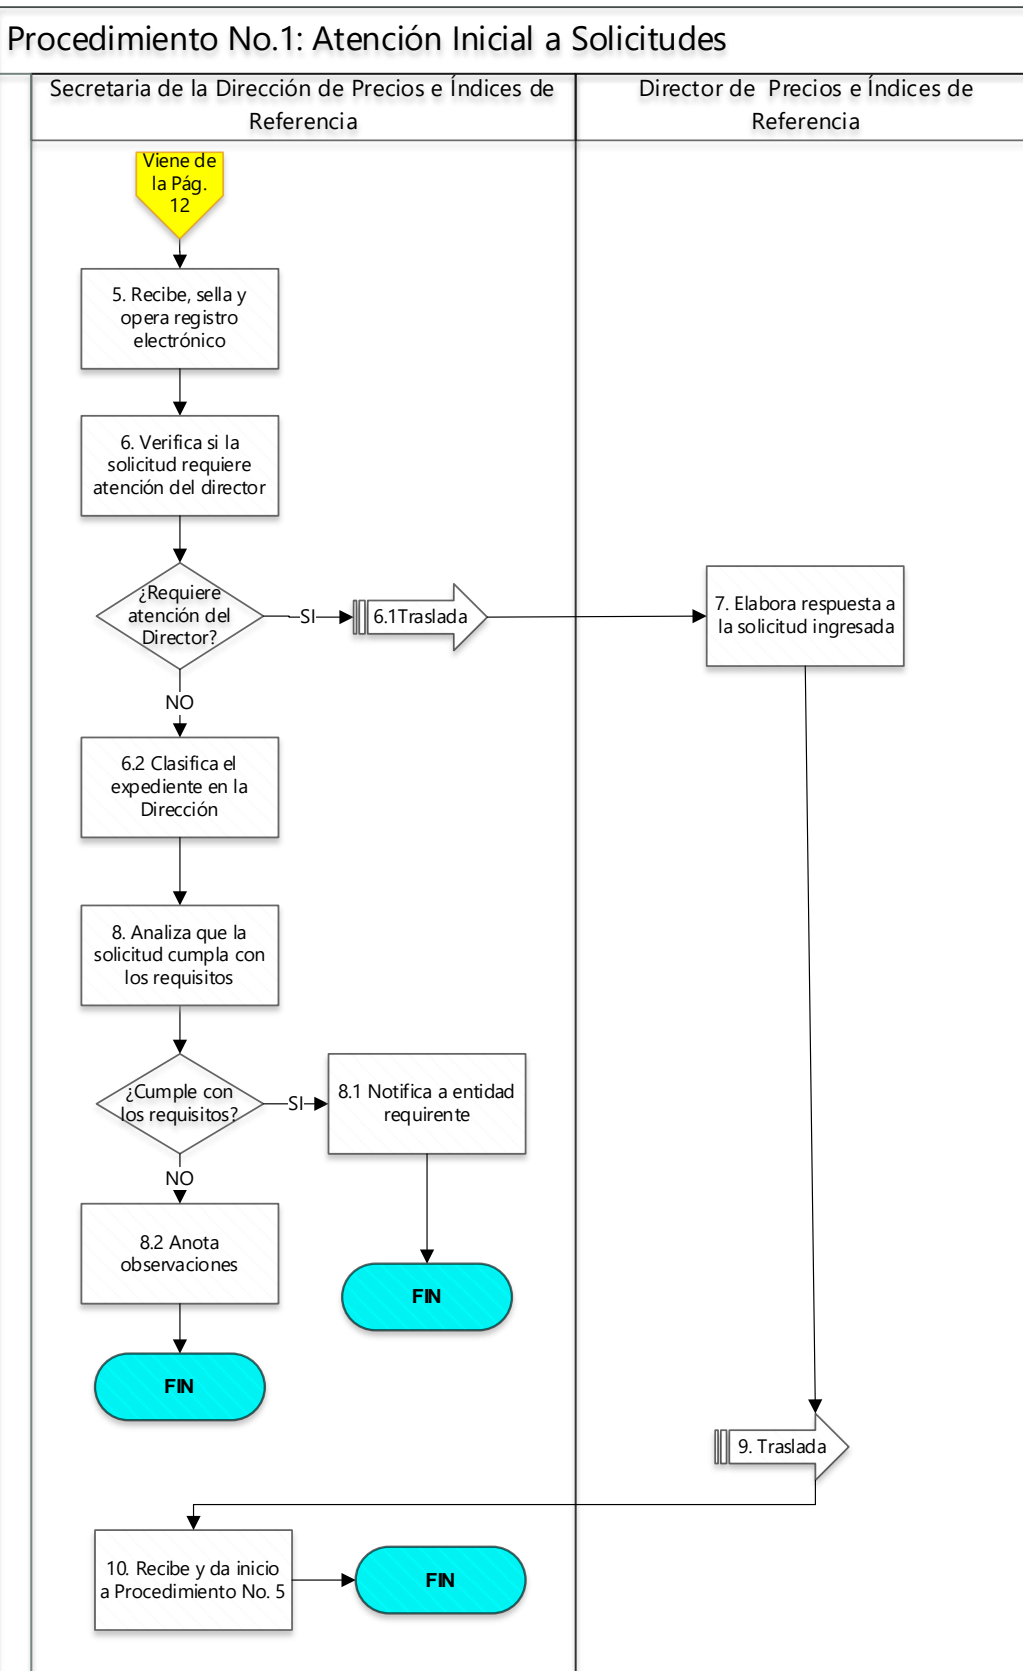 Procedimiento No.1: Atención Inicial a Solicitudes
Secretaria de la Dirección de Precios e Índices de
Referencia
Director de Precios e Índices de
Referencia
Viene de
la Pág.
12
5. Recibe, sella y
opera registro
electrónico
6. Verifica si la
solicitud requiere
atención del director
¿Requiere
atención del
Director?
SI
6.1Traslada
7. Elabora respuesta a
la solicitud ingresada
NO
6.2 Clasifica el
expediente en la
Dirección
8. Analiza que la
solicitud cumpla con
los requisitos
¿Cumple con
los requisitos?
SI
8.1 Notifica a entidad
requirente
NO
8.2 Anota
observaciones
FIN
FIN
9. Traslada
10. Recibe y da inicio
a Procedimiento No. 5
FIN